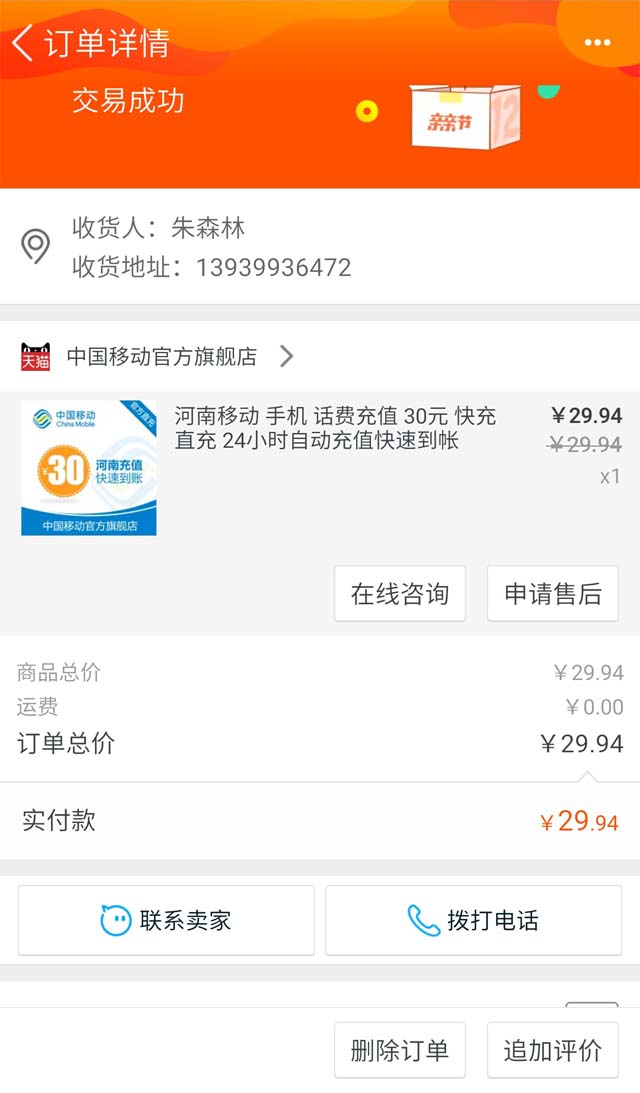 订单详情
交易成功
亲亲节
12
收货人：朱森林
收货地址：13939936472
天猫
中国移动官方旗舰店
中国移动
China Mobile
官方直充
¥30
河南充值
快速到账
中国移动官方旗舰店
河南移动 手机 话费充值 30元 快充
直充 24小时自动充值快速到帐
￥29.94
￥29.94
x1
在线咨询
申请售后
商品总价 ￥29.94
运费 ￥0.00
订单总价 ￥29.94
实付款 ￥29.94
联系卖家
拨打电话
删除订单
追加评价